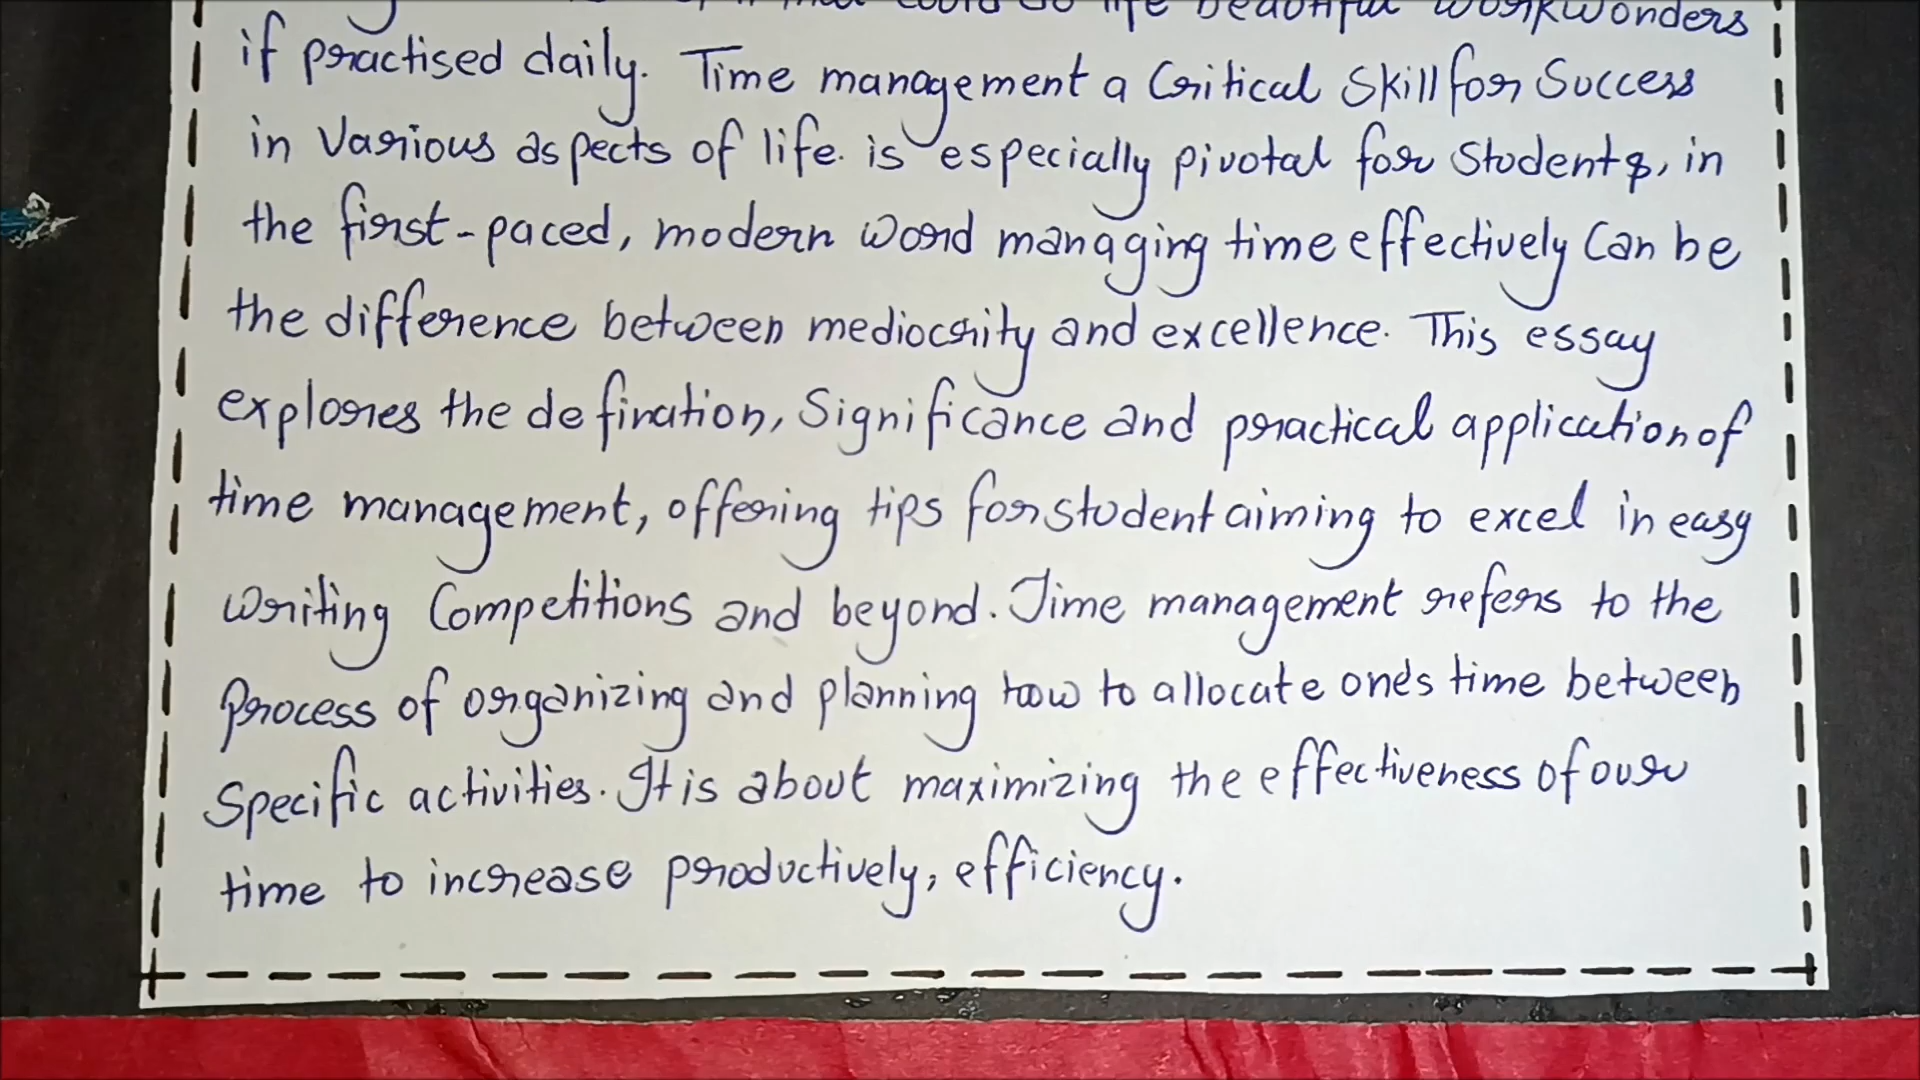 life beautiful workwonders
if practised daily. Time management a Critical Skill for Success
in Various aspects of life. is especially pivotal for Students, in
the first-paced, modern word managing time effectively Can be
the difference between mediocrity and excellence. This essay
explores the defination, Significance and practical application of
time management, offering tips for student aiming to excel in easy
writing Competitions and beyond. Time management refers to the
Process of organizing and planning how to allocate one's time between
Specific activities. It is about maximizing the effectiveness of our
time to increase productively, efficiency.